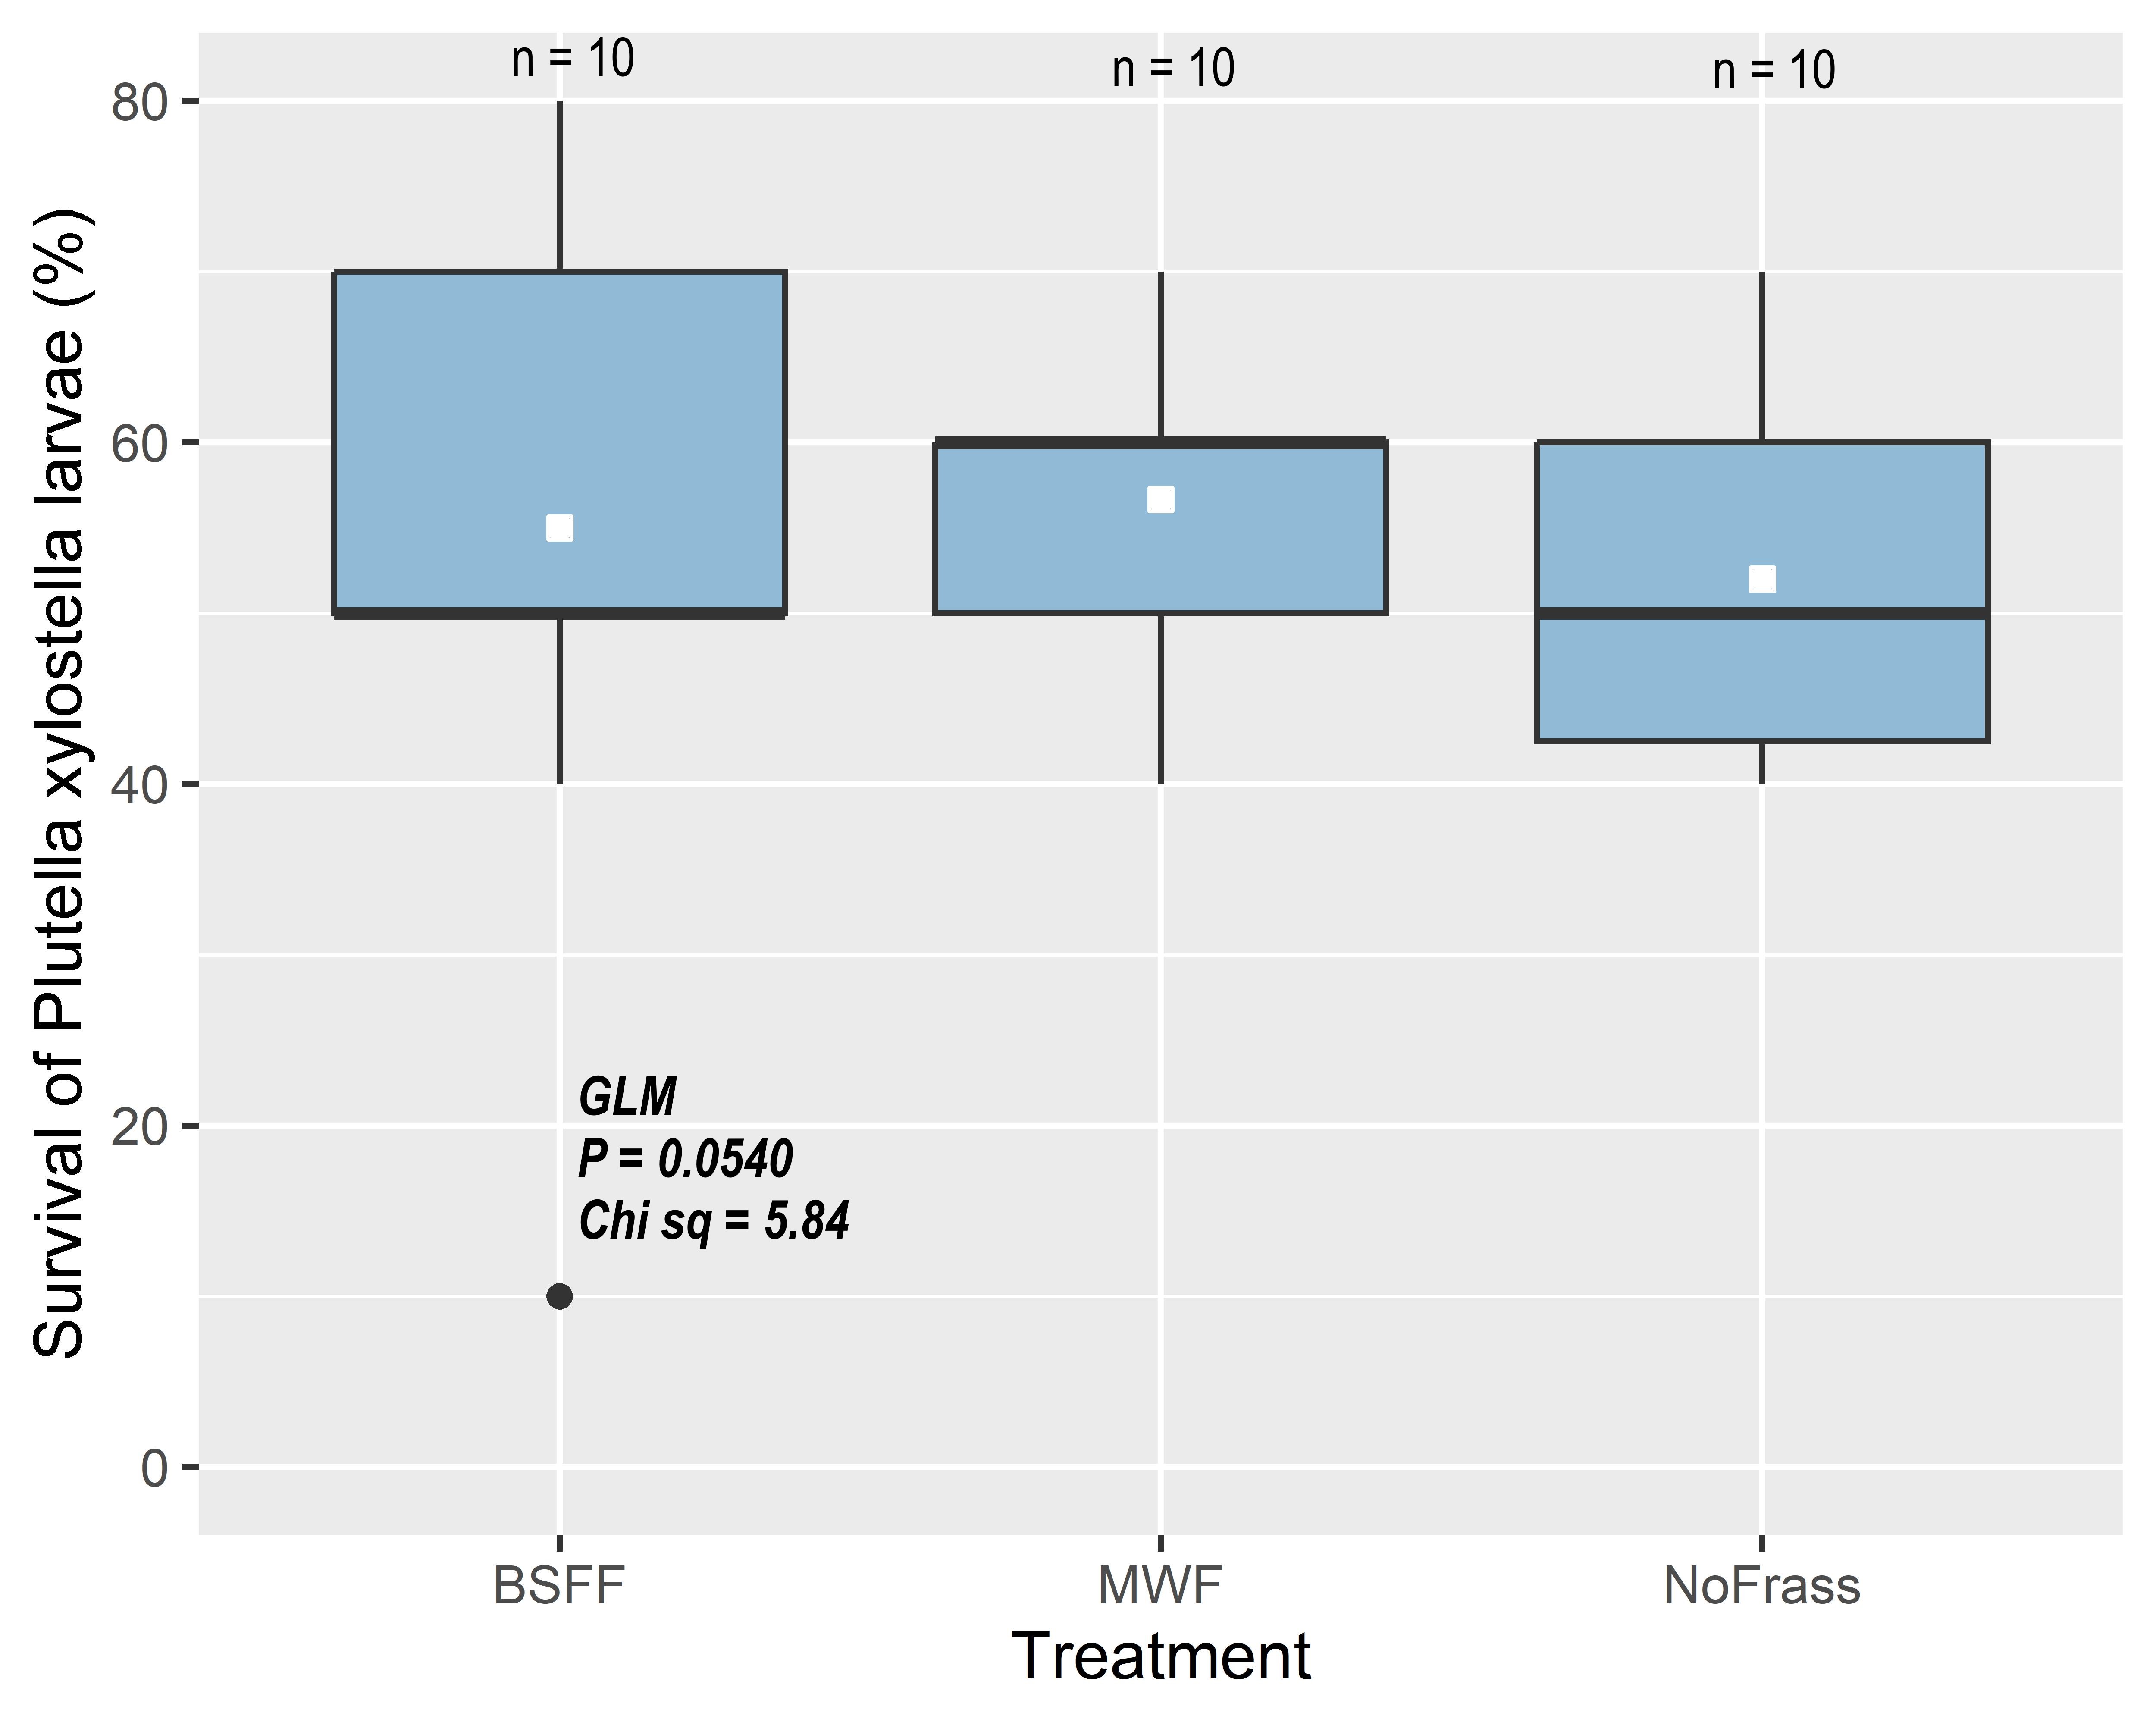 n = 10
n = 10
n = 10
Survival of Plutella xylostella larvae (%)
80
60
40
20
0
GLM
P = 0.0540
Chi sq = 5.84
BSFF
MWF
NoFrass
Treatment